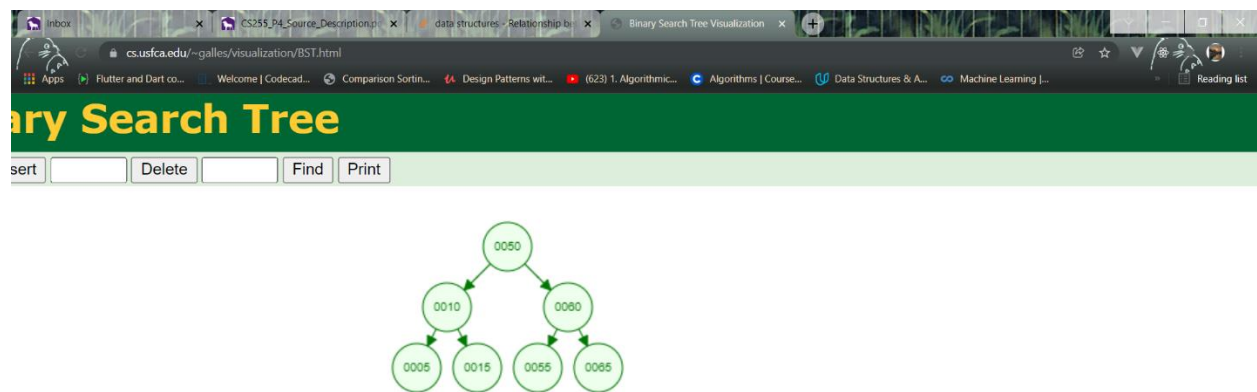 Inbox CS255_P4_Source_Description.p data structures - Relationship b Binary Search Tree Visualization
cs.usfca.edu/~galles/visualization/BST.html
Apps Flutter and Dart co... Welcome | Codecad... Comparison Sortin... Design Patterns wit... (623) 1. Algorithmic... Algorithms | Course... Data Structures & A... Machine Learning |... Reading list
ary Search Tree
sert Delete Find Print
0050
0010 0060
0005 0015 0055 0065